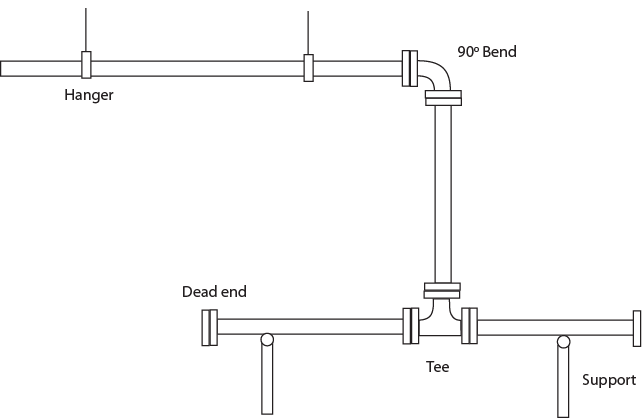 90º Bend
Hanger
Dead end
Tee
Support